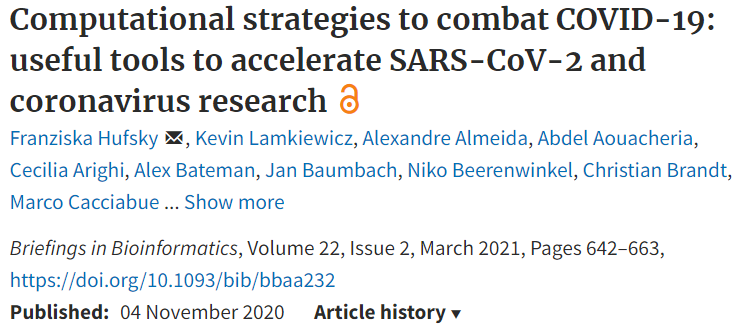 Computational strategies to combat COVID-19:
useful tools to accelerate SARS-CoV-2 and
coronavirus research
Franziska Hufsky, Kevin Lamkiewicz, Alexandre Almeida, Abdel Aouacheria,
Cecilia Arighi, Alex Bateman, Jan Baumbach, Niko Beerenwinkel, Christian Brandt,
Marco Cacciabue ... Show more
Briefings in Bioinformatics, Volume 22, Issue 2, March 2021, Pages 642–663,
https://doi.org/10.1093/bib/bbaa232
Published: 04 November 2020 Article history ▾